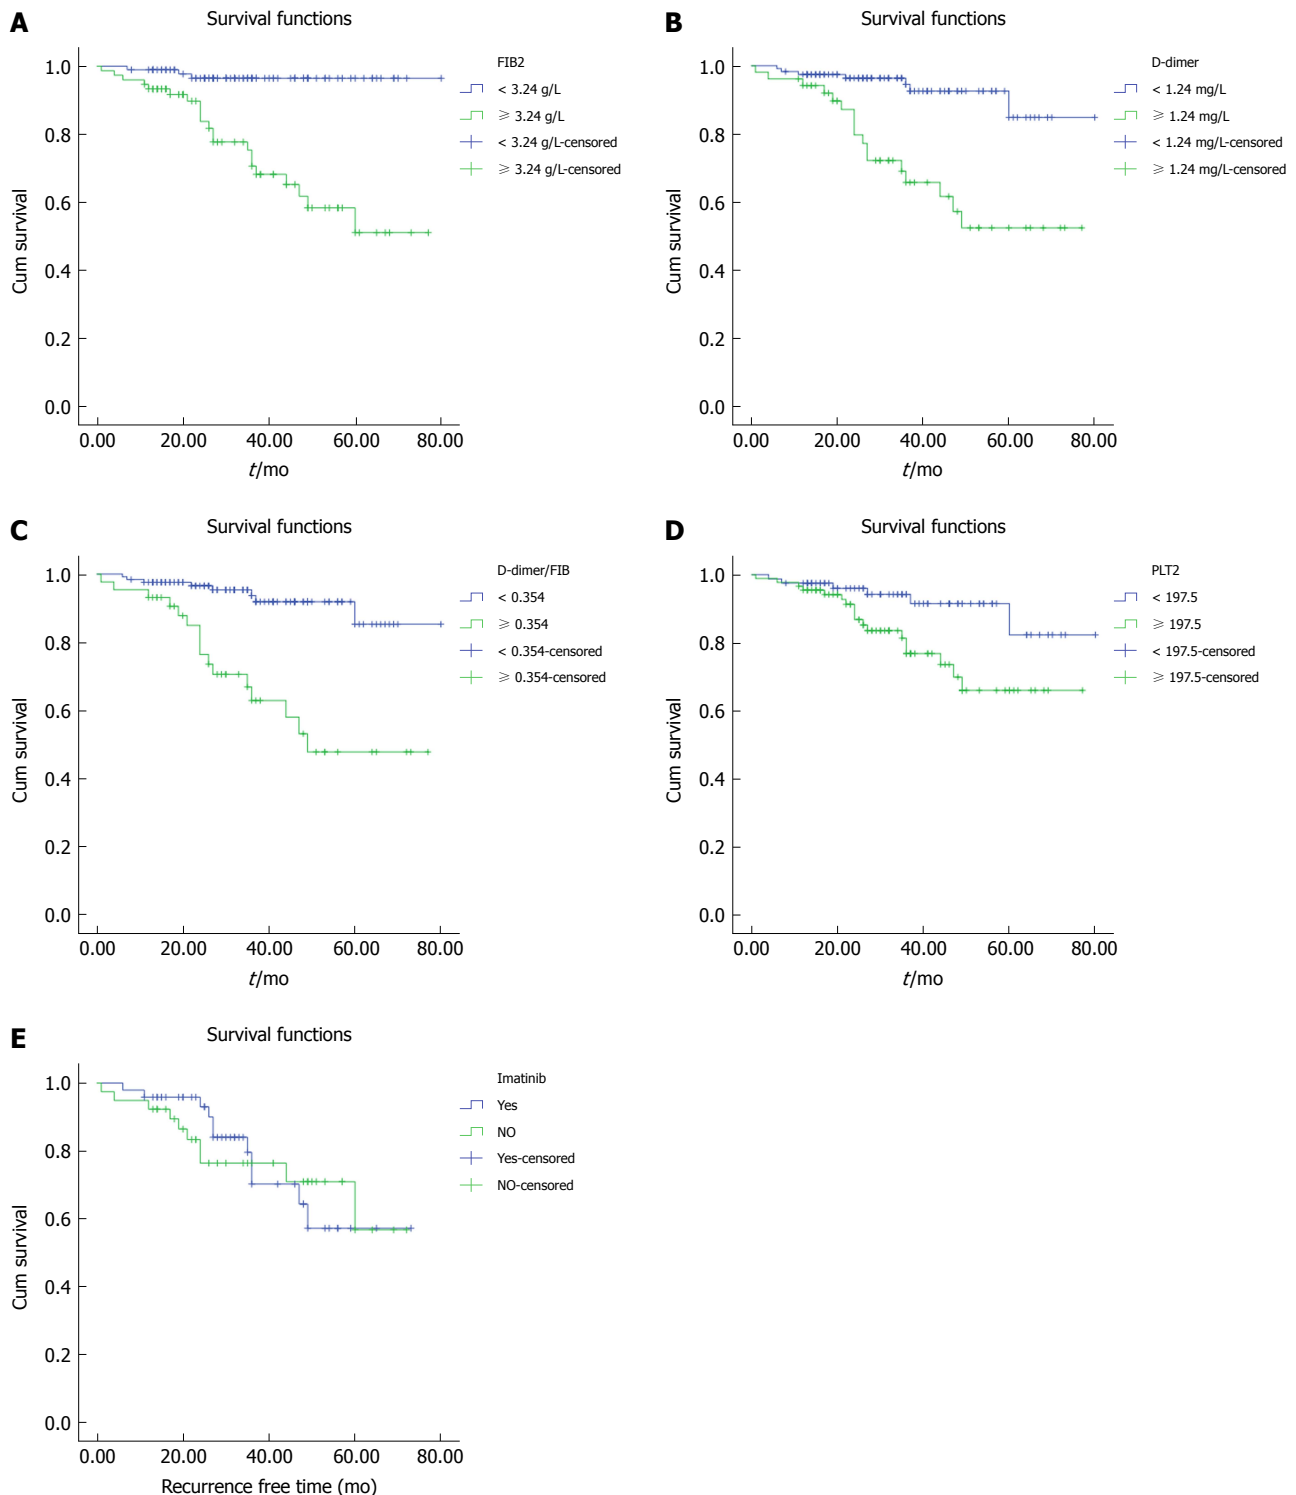 A
Survival functions
FIB2
< 3.24 g/L
≥ 3.24 g/L
< 3.24 g/L-censored
≥ 3.24 g/L-censored
Cum survival
1.0
0.8
0.6
0.4
0.2
0.0
0.00 20.00 40.00 60.00 80.00
t/mo
B
Survival functions
D-dimer
< 1.24 mg/L
≥ 1.24 mg/L
< 1.24 mg/L-censored
≥ 1.24 mg/L-censored
Cum survival
1.0
0.8
0.6
0.4
0.2
0.0
0.00 20.00 40.00 60.00 80.00
t/mo
C
Survival functions
D-dimer/FIB
< 0.354
≥ 0.354
< 0.354-censored
≥ 0.354-censored
Cum survival
1.0
0.8
0.6
0.4
0.2
0.0
0.00 20.00 40.00 60.00 80.00
t/mo
D
Survival functions
PLT2
< 197.5
≥ 197.5
< 197.5-censored
≥ 197.5-censored
Cum survival
1.0
0.8
0.6
0.4
0.2
0.0
0.00 20.00 40.00 60.00 80.00
t/mo
E
Survival functions
Imatinib
Yes
NO
Yes-censored
NO-censored
Cum survival
1.0
0.8
0.6
0.4
0.2
0.0
0.00 20.00 40.00 60.00 80.00
Recurrence free time (mo)